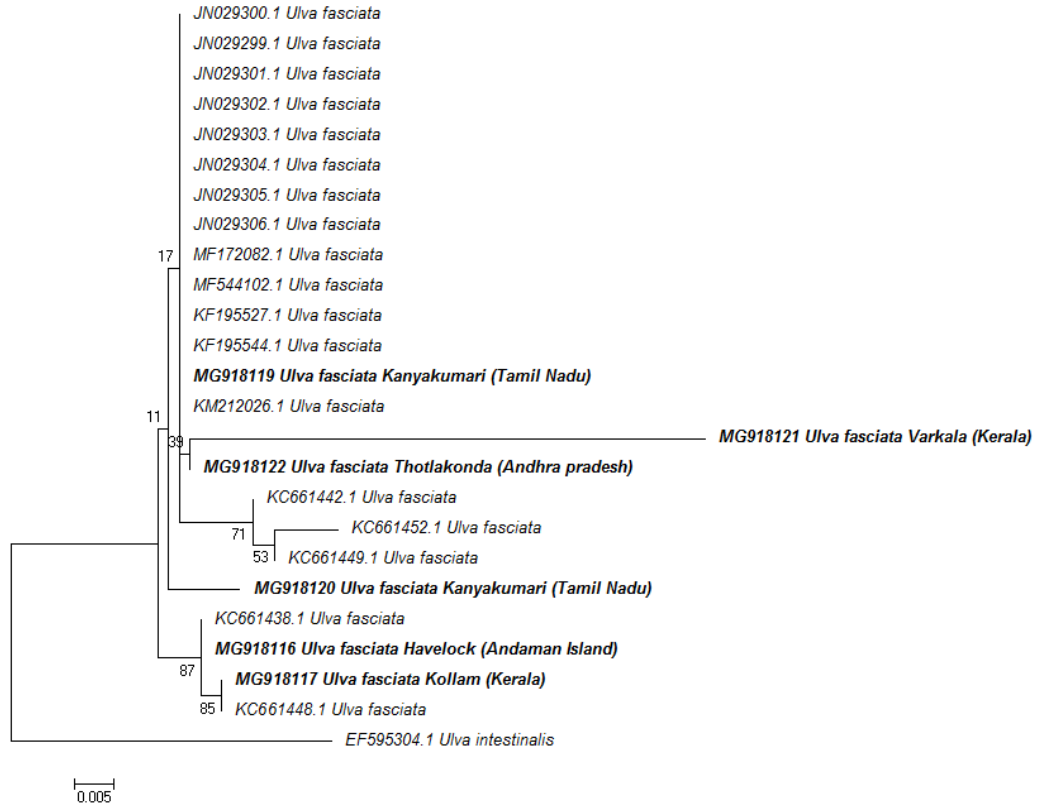 JN029300.1 Ulva fasciata
JN029299.1 Ulva fasciata
JN029301.1 Ulva fasciata
JN029302.1 Ulva fasciata
JN029303.1 Ulva fasciata
JN029304.1 Ulva fasciata
JN029305.1 Ulva fasciata
JN029306.1 Ulva fasciata
17
MF172082.1 Ulva fasciata
MF544102.1 Ulva fasciata
KF195527.1 Ulva fasciata
KF195544.1 Ulva fasciata
MG918119 Ulva fasciata Kanyakumari (Tamil Nadu)
KM212026.1 Ulva fasciata
11
39
MG918121 Ulva fasciata Varkala (Kerala)
MG918122 Ulva fasciata Thotlakonda (Andhra pradesh)
KC661442.1 Ulva fasciata
71
KC661452.1 Ulva fasciata
53
KC661449.1 Ulva fasciata
MG918120 Ulva fasciata Kanyakumari (Tamil Nadu)
KC661438.1 Ulva fasciata
MG918116 Ulva fasciata Havelock (Andaman Island)
87
MG918117 Ulva fasciata Kollam (Kerala)
85
KC661448.1 Ulva fasciata
EF595304.1 Ulva intestinalis
0.005